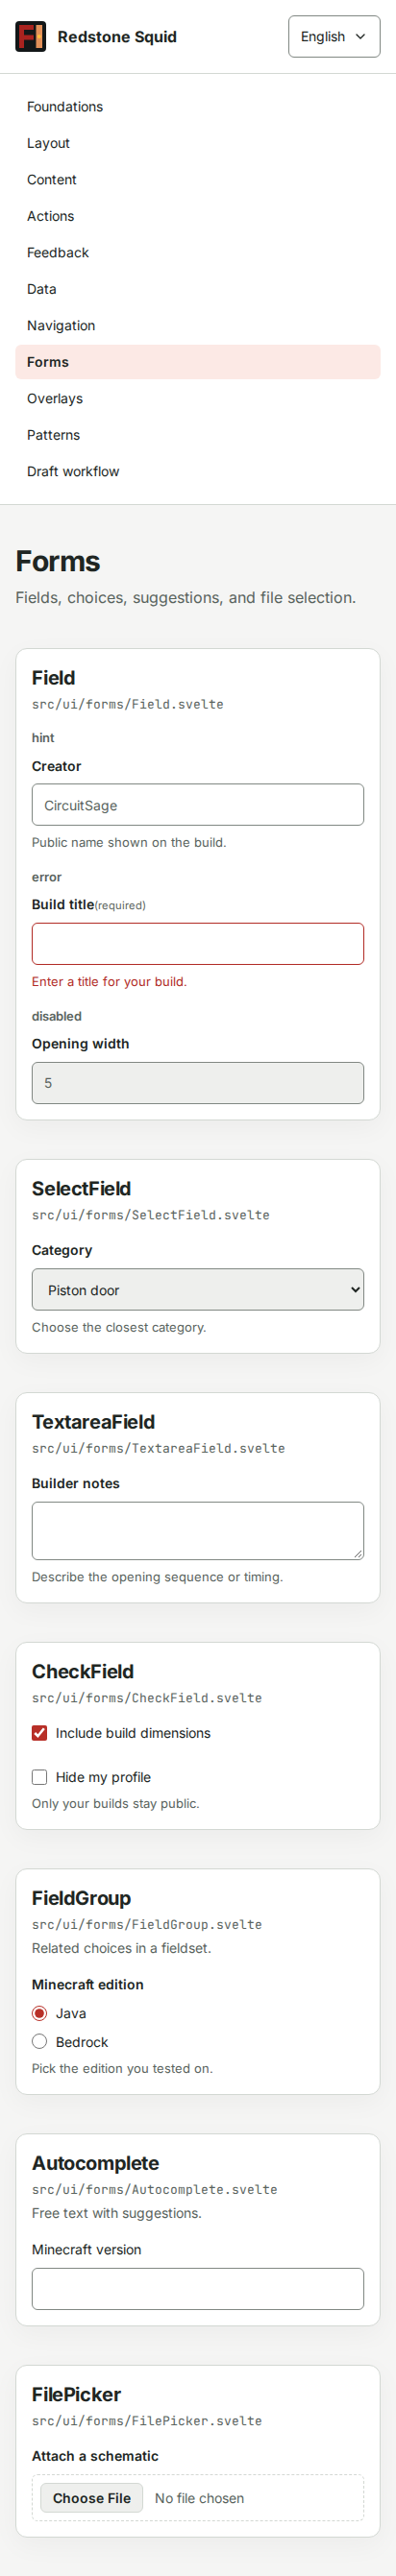 Redstone Squid
English
Foundations
Layout
Content
Actions
Feedback
Data
Navigation
Forms
Overlays
Patterns
Draft workflow
Forms
Fields, choices, suggestions, and file selection.
Field
src/ui/forms/Field.svelte
hint
Creator
CircuitSage
Public name shown on the build.
error
Build title(required)
Enter a title for your build.
disabled
Opening width
5
SelectField
src/ui/forms/SelectField.svelte
Category
Piston door
Choose the closest category.
TextareaField
src/ui/forms/TextareaField.svelte
Builder notes
Describe the opening sequence or timing.
CheckField
src/ui/forms/CheckField.svelte
Include build dimensions
Hide my profile
Only your builds stay public.
FieldGroup
src/ui/forms/FieldGroup.svelte
Related choices in a fieldset.
Minecraft edition
Java
Bedrock
Pick the edition you tested on.
Autocomplete
src/ui/forms/Autocomplete.svelte
Free text with suggestions.
Minecraft version
FilePicker
src/ui/forms/FilePicker.svelte
Attach a schematic
Choose File No file chosen